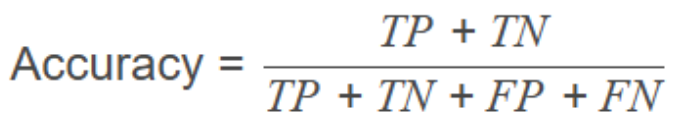 Accuracy = TP + TN
TP + TN + FP + FN